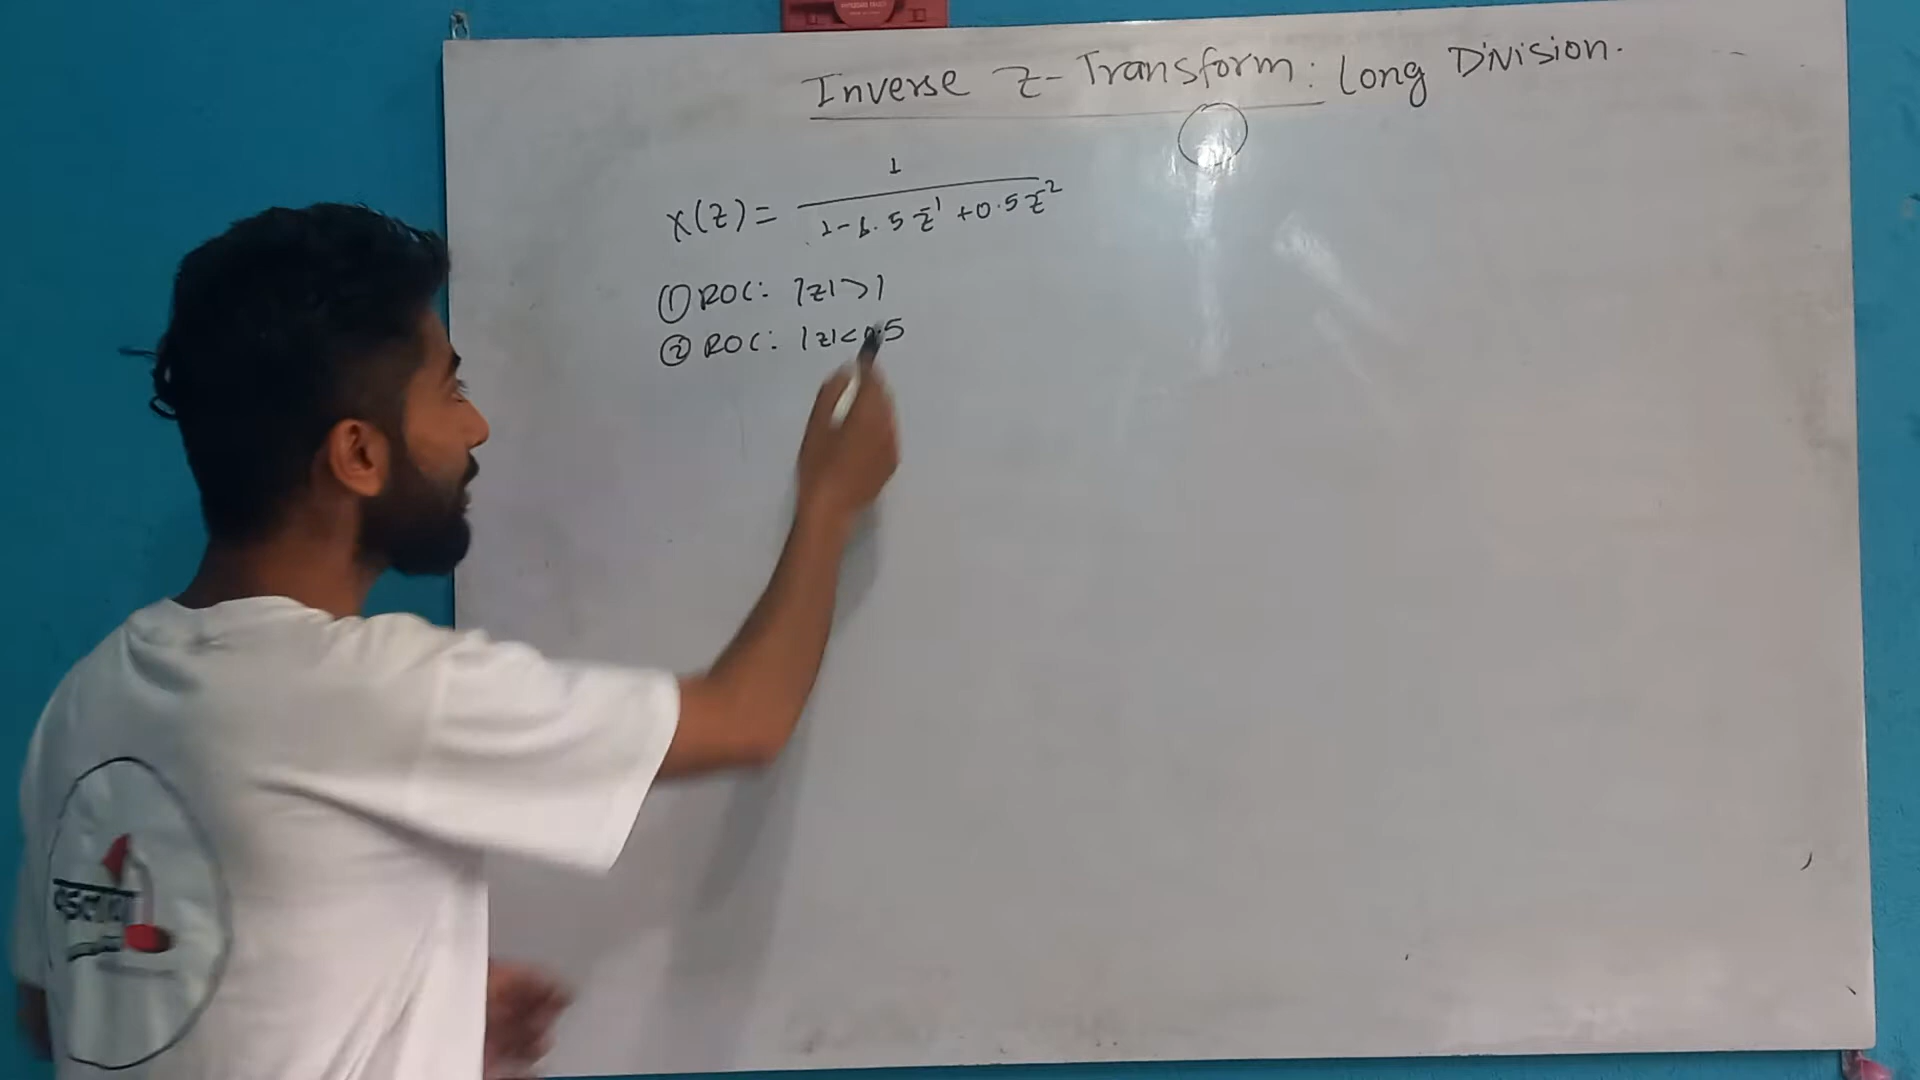 Inverse Z-Transform: Long Division.
X(z) = 1 / 1-1.5z^-1 +0.5z^-2
① ROC: |z|>1
② ROC: |z|<0.5